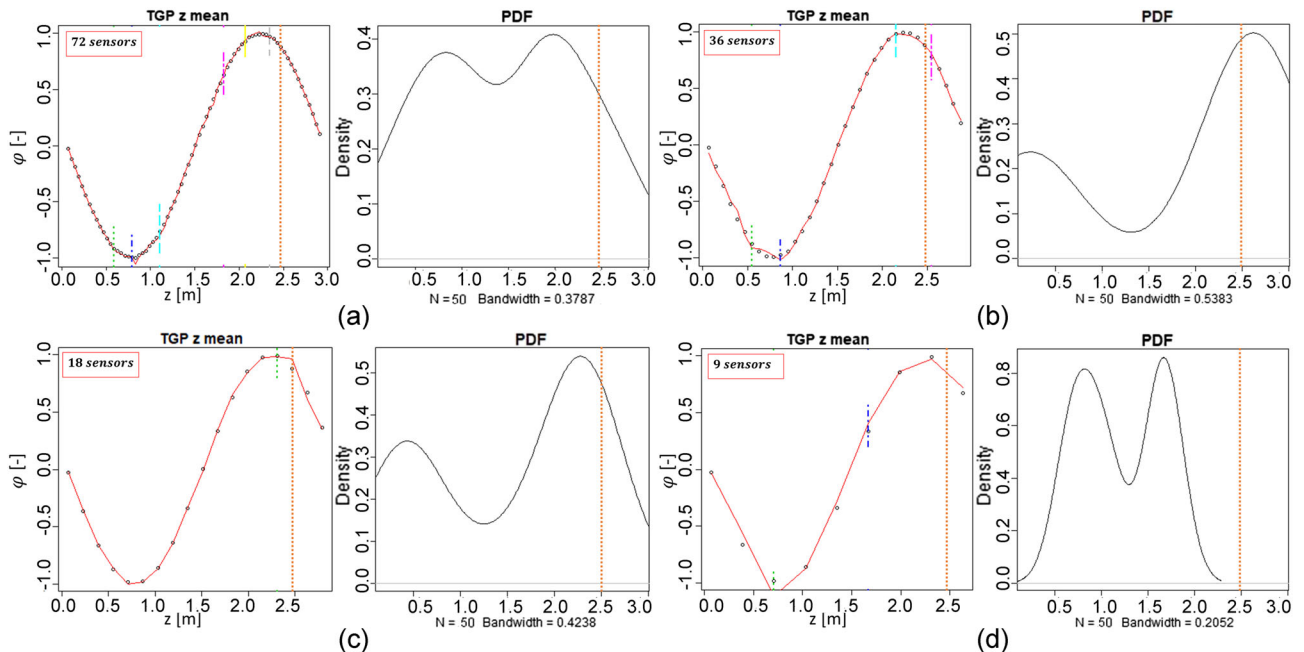 TGP z mean
72 sensors
φ [-]
1.0
0.5
0.0
-0.5
-1.0
0.0 0.5 1.0 1.5 2.0 2.5 3.0
z [m]
PDF
Density
0.4
0.3
0.2
0.1
0.0
0.5 1.0 1.5 2.0 2.5 3.0
N = 50 Bandwidth = 0.3787
(a)
TGP z mean
36 sensors
φ [-]
1.0
0.5
0.0
-0.5
-1.0
0.0 0.5 1.0 1.5 2.0 2.5 3.0
z [m]
PDF
Density
0.5
0.4
0.3
0.2
0.1
0.0
0.5 1.0 1.5 2.0 2.5 3.0
N = 50 Bandwidth = 0.5383
(b)
TGP z mean
18 sensors
φ [-]
1.0
0.5
0.0
-0.5
-1.0
0.0 0.5 1.0 1.5 2.0 2.5
z [m]
PDF
Density
0.5
0.4
0.3
0.2
0.1
0.0
0.5 1.0 1.5 2.0 2.5 3.0
N = 50 Bandwidth = 0.4238
(c)
TGP z mean
9 sensors
φ [-]
1.0
0.5
0.0
-0.5
-1.0
0.0 0.5 1.0 1.5 2.0 2.5
z [m]
PDF
Density
0.8
0.6
0.4
0.2
0.0
0.5 1.0 1.5 2.0 2.5 3.0
N = 50 Bandwidth = 0.2052
(d)